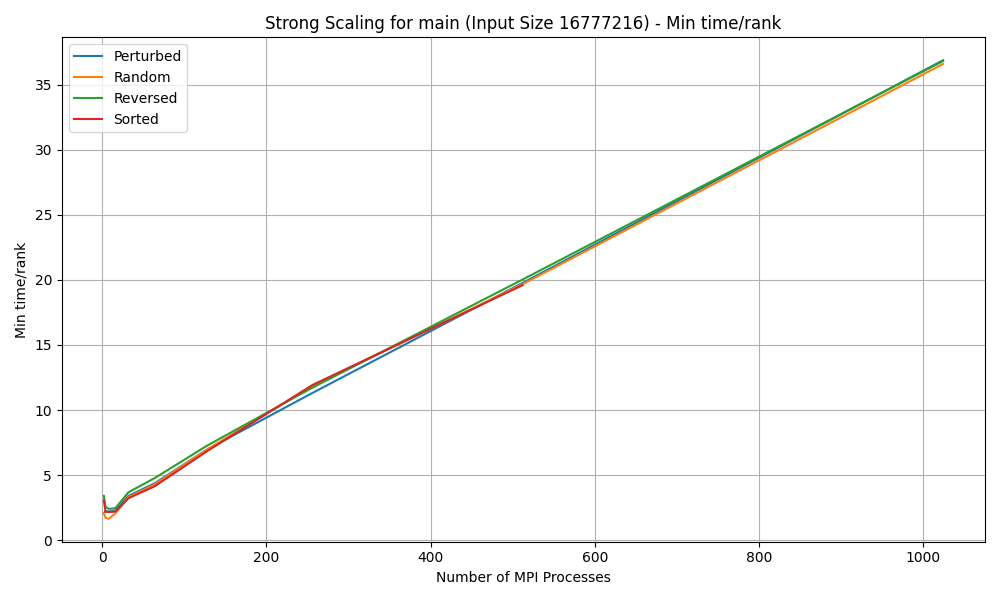 Strong Scaling for main (Input Size 16777216) - Min time/rank
Perturbed
Random
Reversed
Sorted
35
30
25
20
15
10
5
0
Min time/rank
0 200 400 600 800 1000
Number of MPI Processes